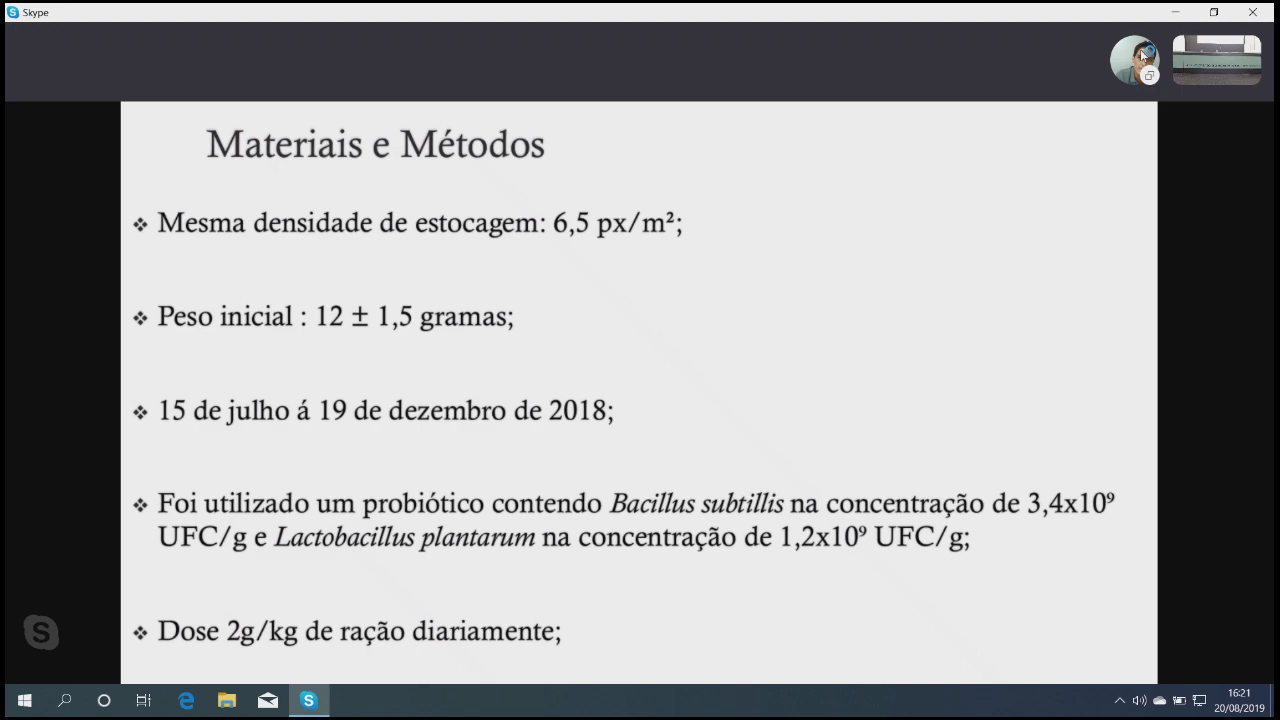 Skype
Materiais e Métodos
❖ Mesma densidade de estocagem: 6,5 px/m²;
❖ Peso inicial : 12 ± 1,5 gramas;
❖ 15 de julho á 19 de dezembro de 2018;
❖ Foi utilizado um probiótico contendo Bacillus subtillis na concentração de 3,4x10⁹
UFC/g e Lactobacillus plantarum na concentração de 1,2x10⁹ UFC/g;
❖ Dose 2g/kg de ração diariamente;
16:21
20/08/2019